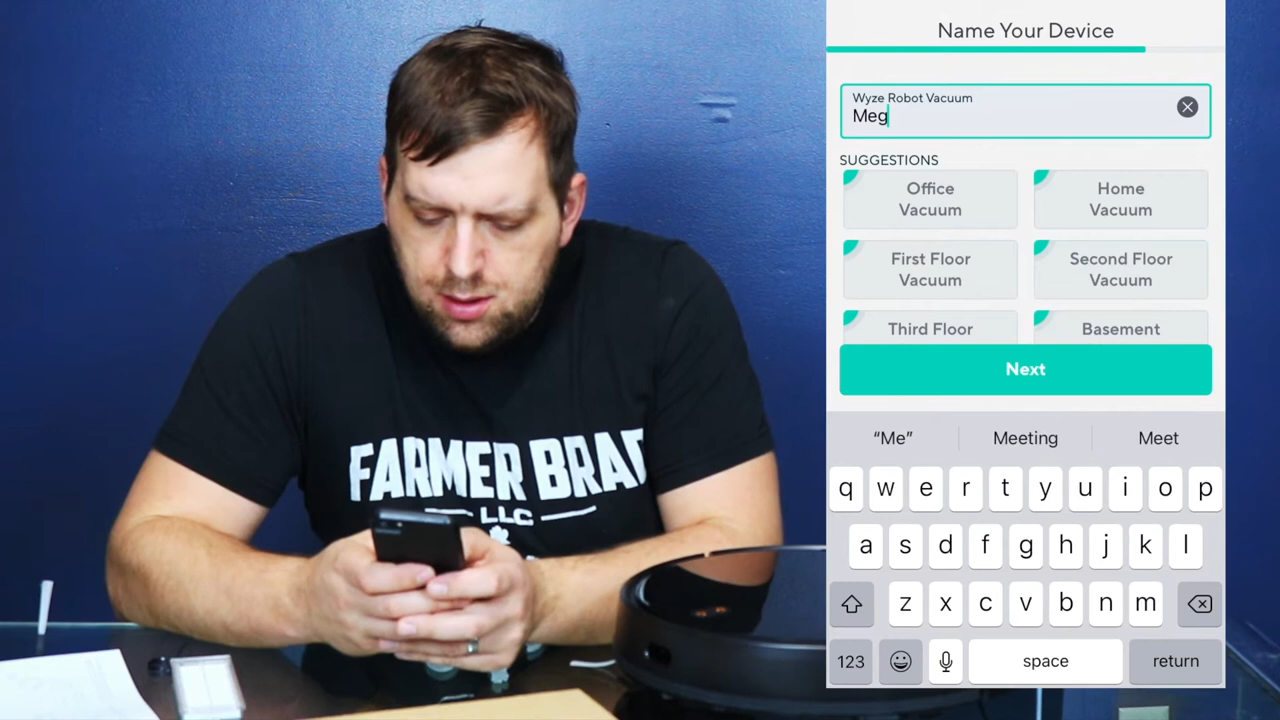 Name Your Device
Wyze Robot Vacuum
Meg
SUGGESTIONS
Office
Vacuum
Home
Vacuum
First Floor
Vacuum
Second Floor
Vacuum
Third Floor
Basement
Next
“Me”
Meeting
Meet
q w e r t y u i o p
a s d f g h j k l
z x c v b n m
123
space
return
FARMER BRAD
LLC